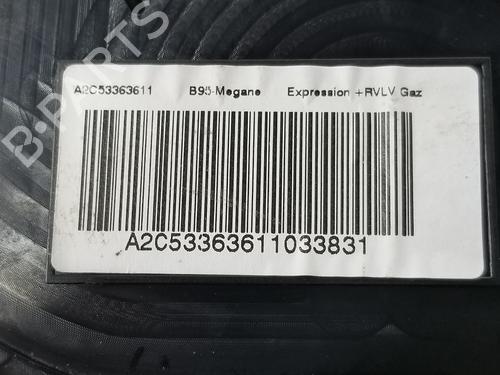 A2C53363611 B95-Megane Expression +RVLV Gaz
A2C53363611033831
B-PARTS